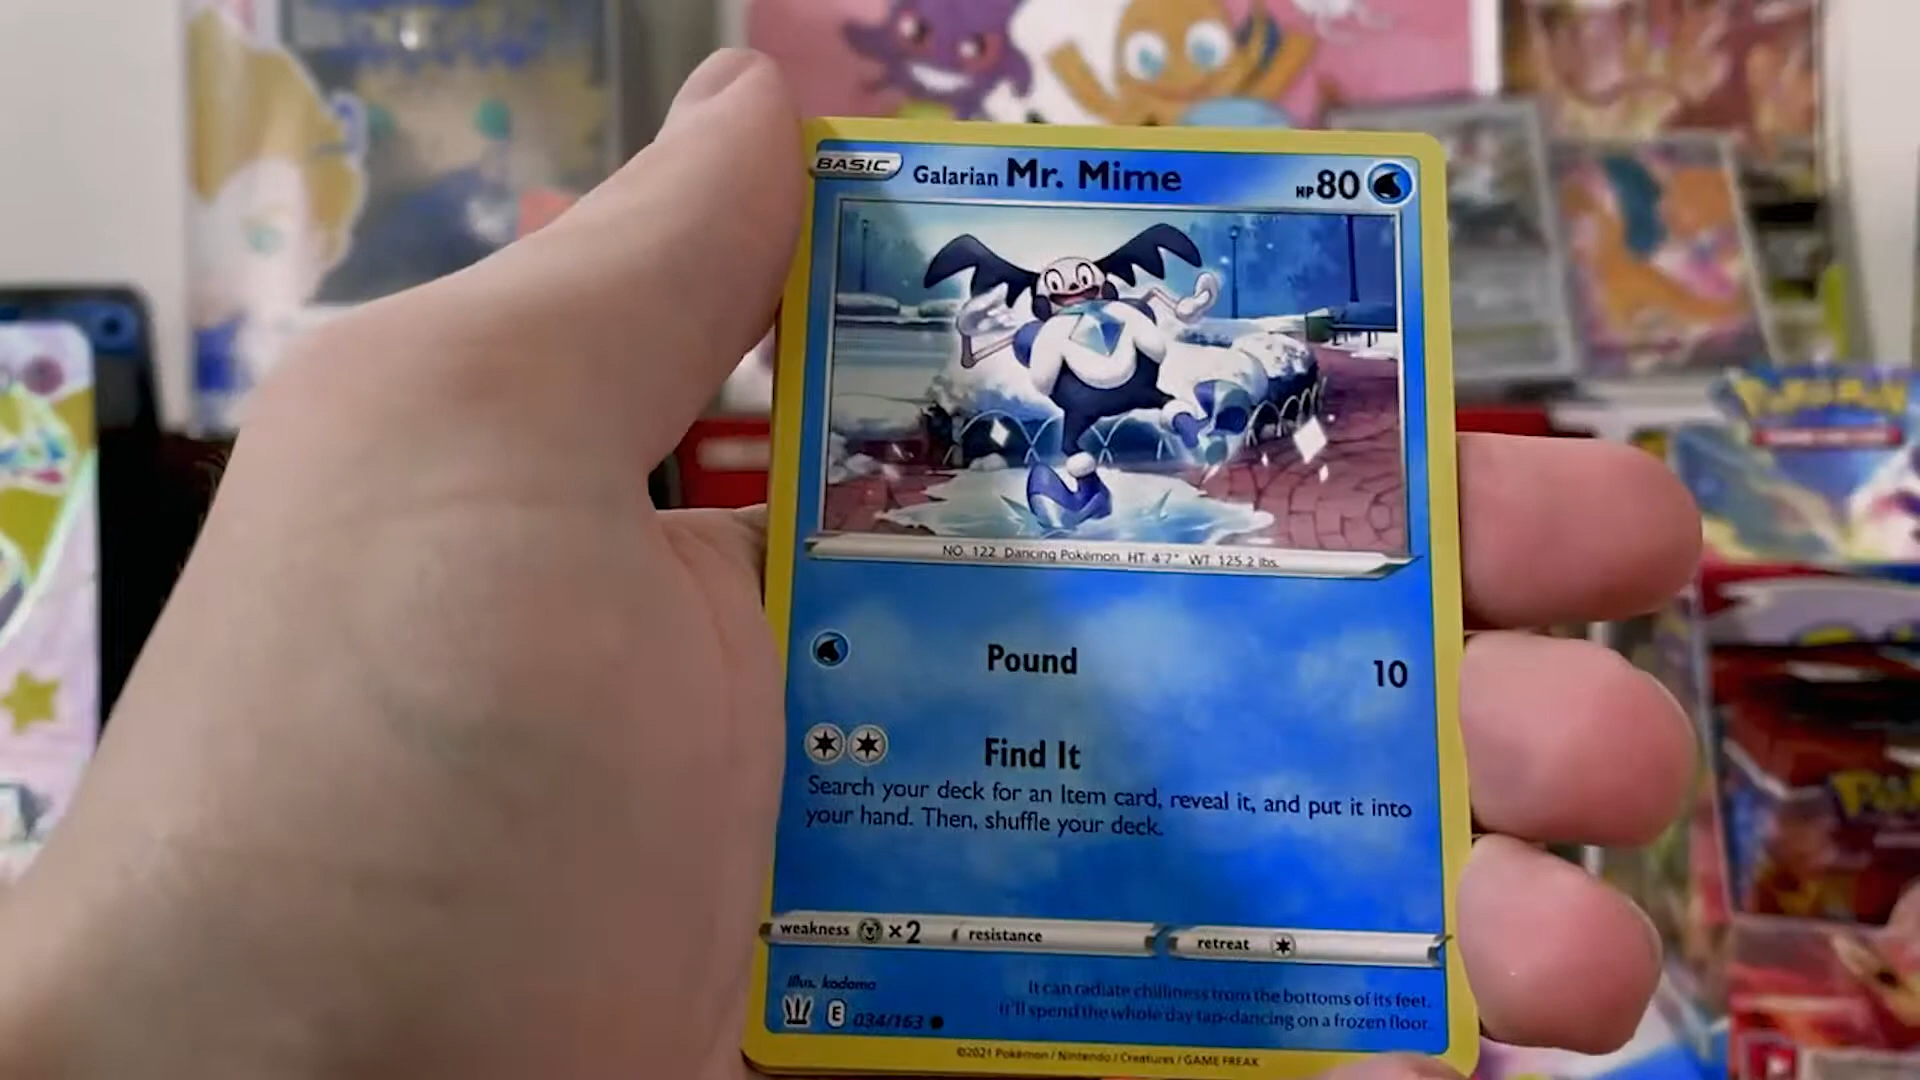 BASIC Galarian Mr. Mime HP 80
NO. 122 Dancing Pokémon HT: 4'7" WT: 125.2 lbs.
Pound 10
Find It
Search your deck for an Item card, reveal it, and put it into
your hand. Then, shuffle your deck.
weakness ×2 resistance retreat
Illus. kodama
It can radiate chilliness from the bottoms of its feet.
It'll spend the whole day tap-dancing on a frozen floor.
E 034/163
©2021 Pokémon / Nintendo / Creatures / GAME FREAK
POKÉMON